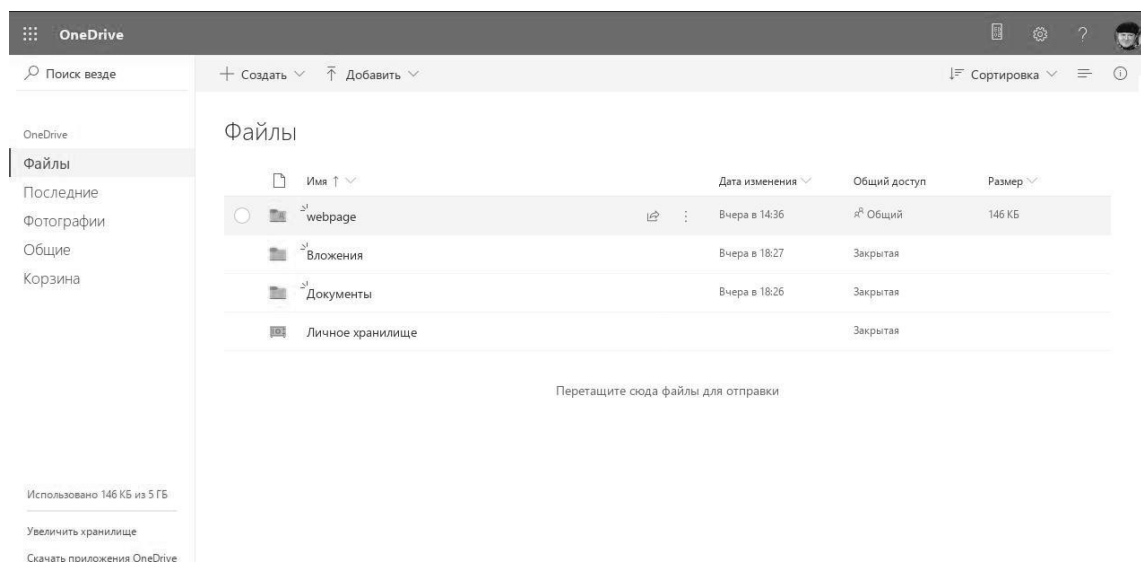 OneDrive
?
Поиск везде
Создать
Добавить
Сортировка
OneDrive
Файлы
Последние
Фотографии
Общие
Корзина
Файлы
Имя ↑ Дата изменения Общий доступ Размер
webpage Вчера в 14:36 Общий 146 КБ
Вложения Вчера в 18:27 Закрытая
Документы Вчера в 18:26 Закрытая
Личное хранилище Закрытая
Перетащите сюда файлы для отправки
Использовано 146 КБ из 5 ГБ
Увеличить хранилище
Скачать приложения OneDrive